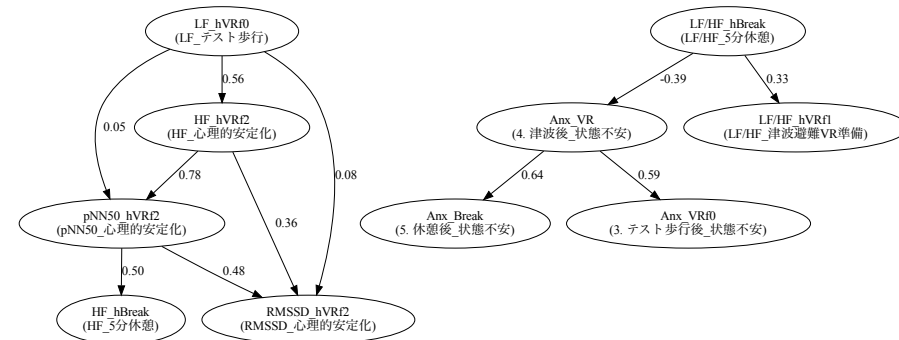 LF_hVRf0
(LF_テスト歩行)
LF/HF_hBreak
(LF/HF_5分休憩)
0.56
-0.39
0.33
HF_hVRf2
(HF_心理的安定化)
Anx_VR
(4. 津波後_状態不安)
LF/HF_hVRf1
(LF/HF_津波避難VR準備)
0.05
0.78
0.08
0.64
0.59
pNN50_hVRf2
(pNN50_心理的安定化)
0.36
Anx_Break
(5. 休憩後_状態不安)
Anx_VRf0
(3. テスト歩行後_状態不安)
0.50
0.48
HF_hBreak
(HF_5分休憩)
RMSSD_hVRf2
(RMSSD_心理的安定化)